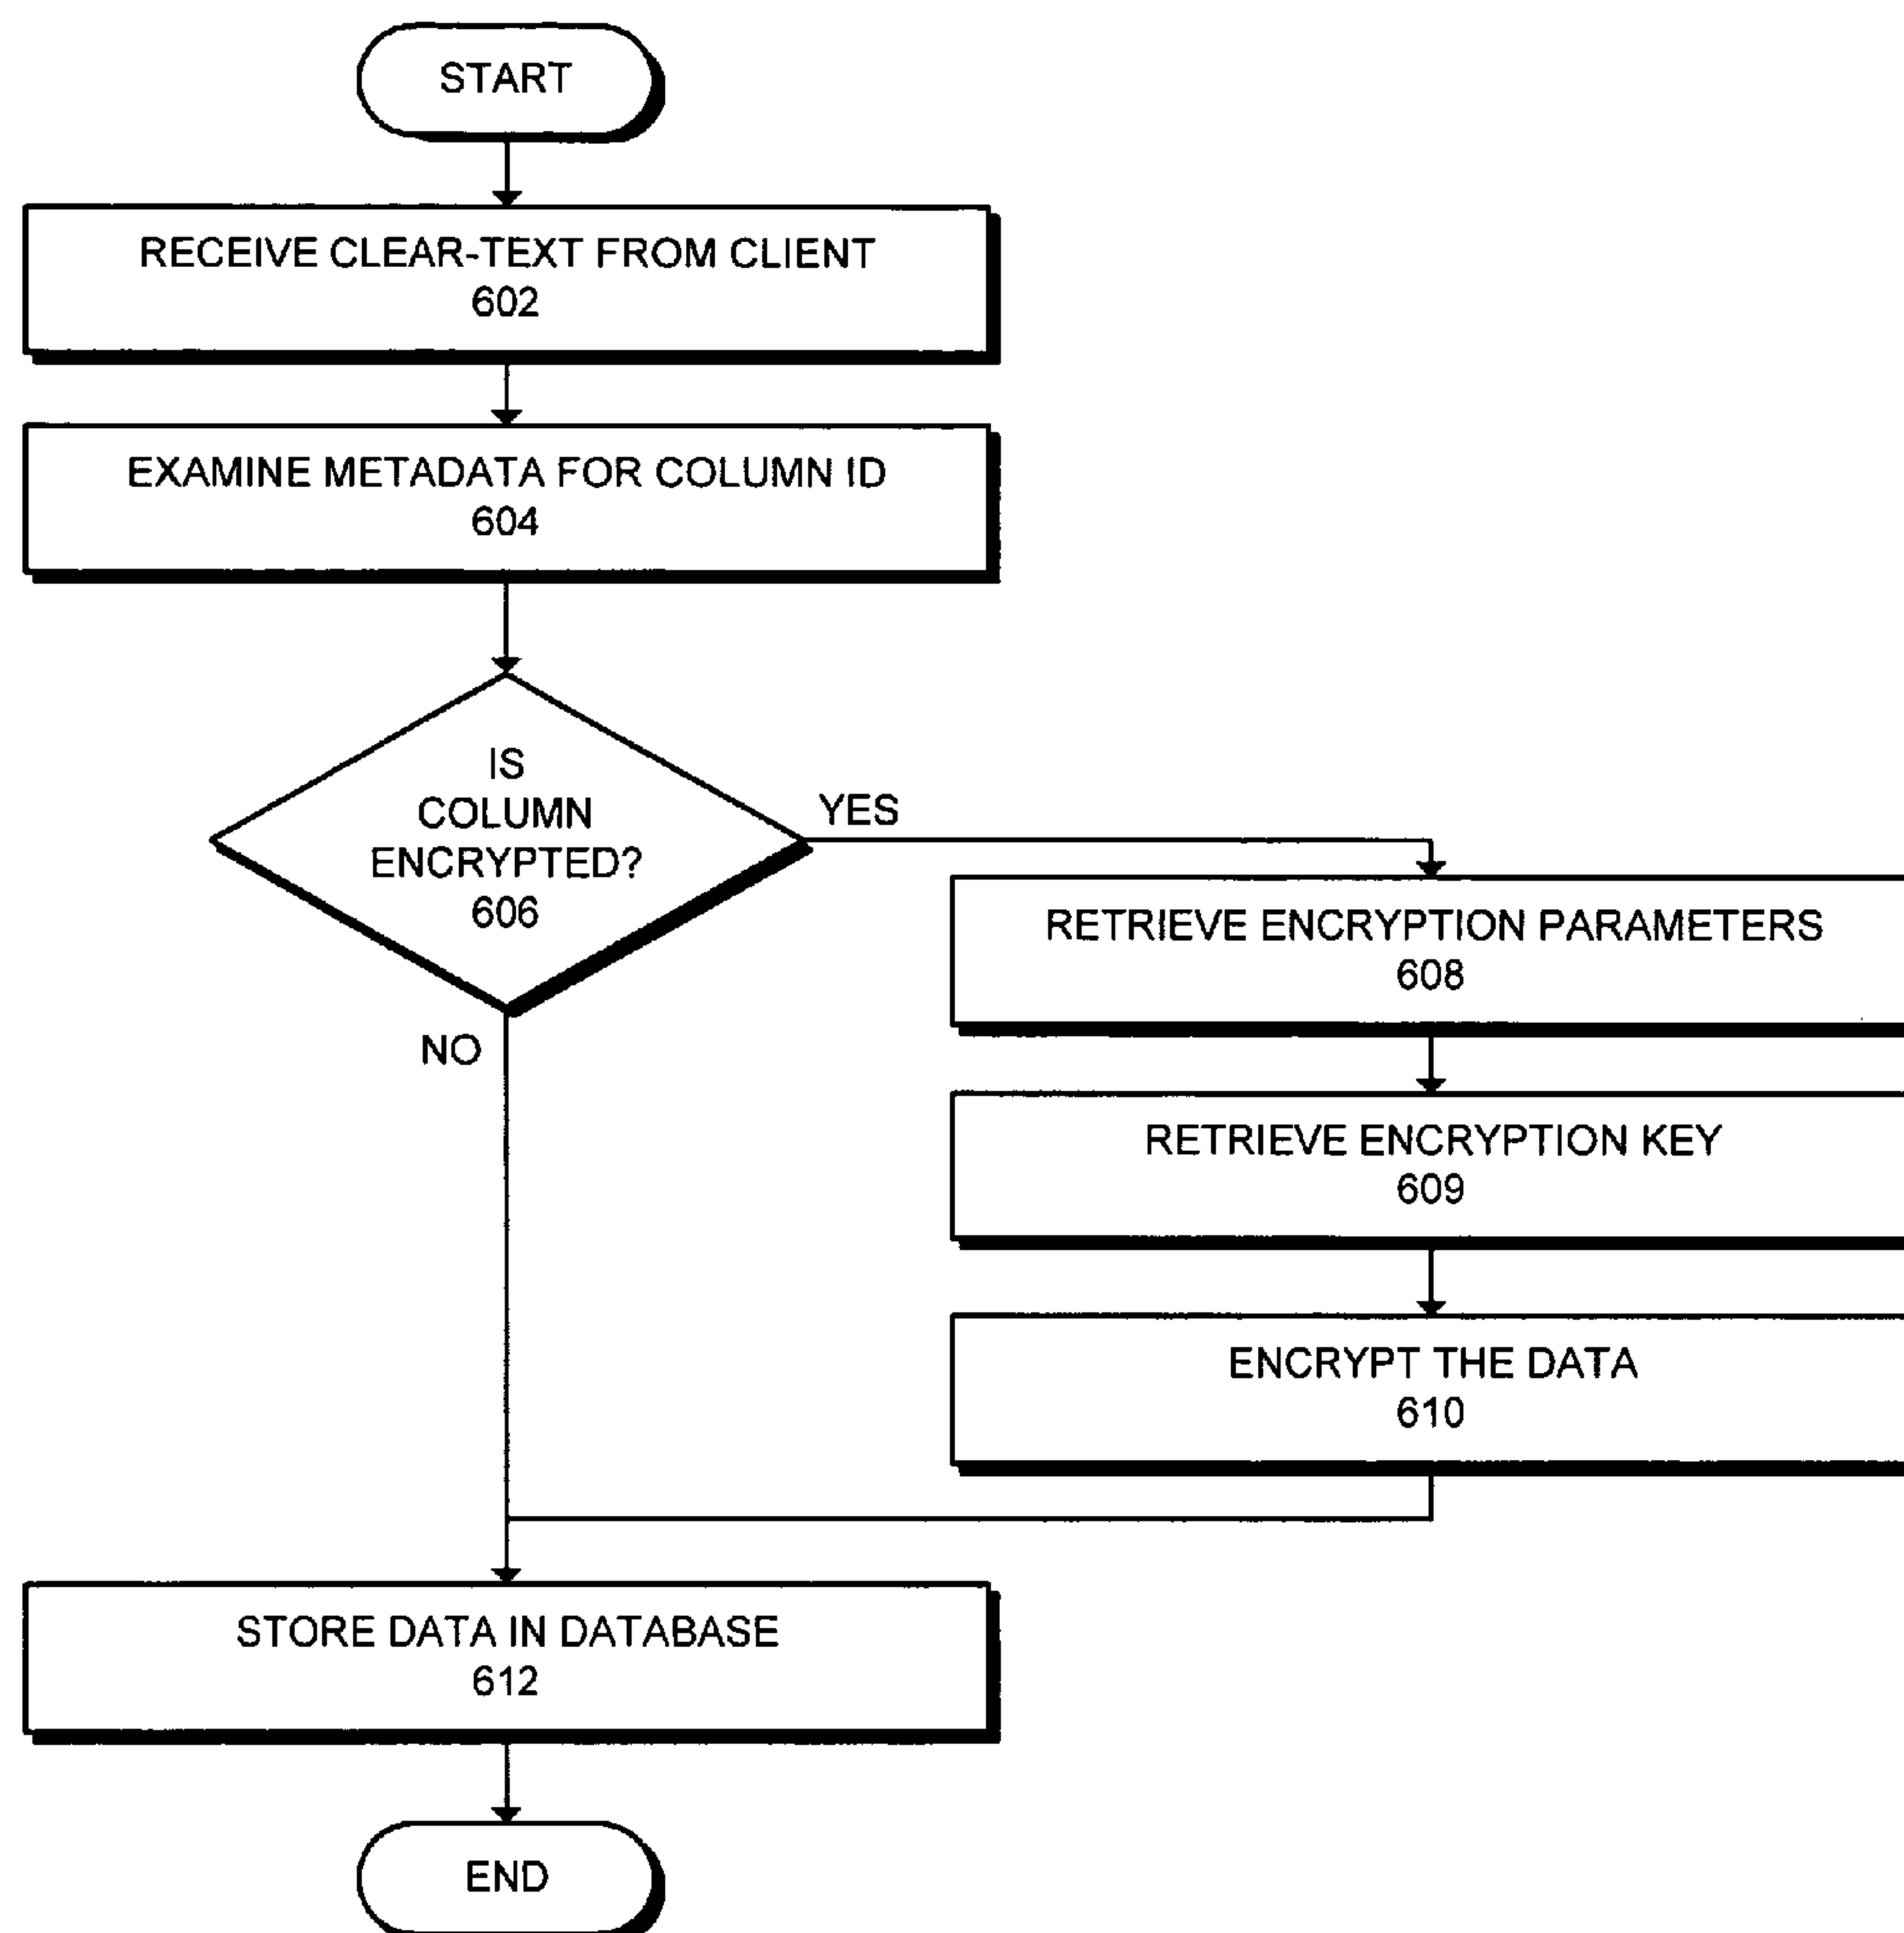 START
RECEIVE CLEAR-TEXT FROM CLIENT
602
EXAMINE METADATA FOR COLUMN ID
604
IS
COLUMN
ENCRYPTED?
606
YES
NO
RETRIEVE ENCRYPTION PARAMETERS
608
RETRIEVE ENCRYPTION KEY
609
ENCRYPT THE DATA
610
STORE DATA IN DATABASE
612
END